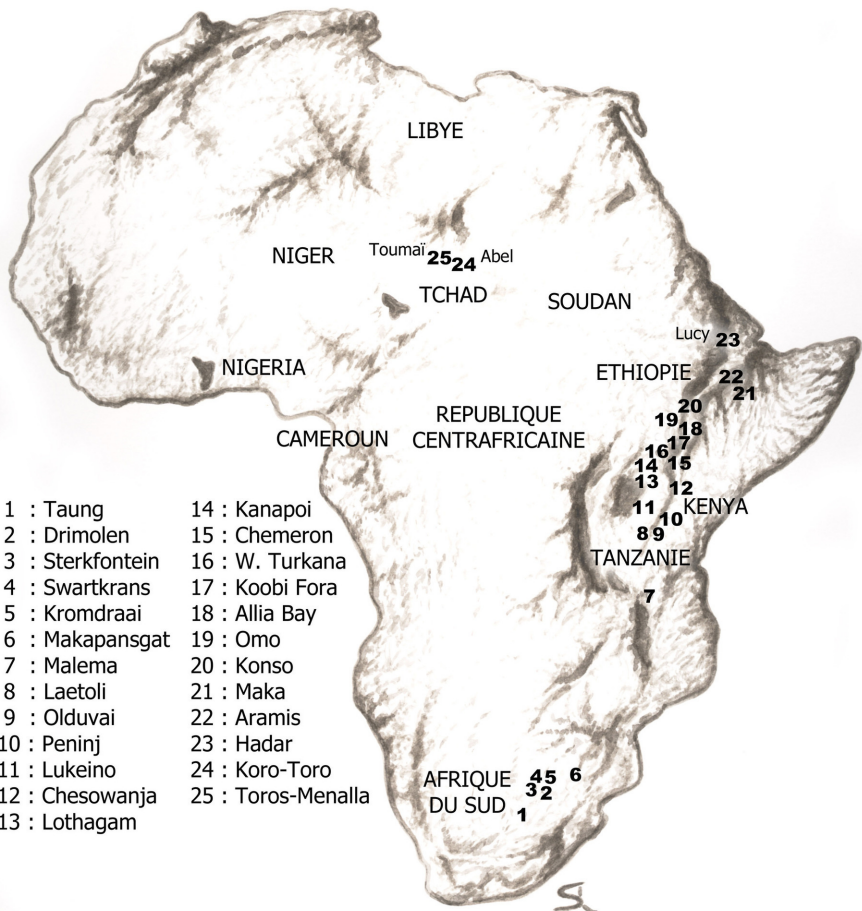 LIBYE
NIGER
Toumaï 25 24 Abel
TCHAD
SOUDAN
Lucy 23
NIGERIA
ETHIOPIE 22
21
20
19
18
REPUBLIQUE
CENTRAFRICAINE
CAMEROUN
17
16
15
14
13
12
11 KENYA
10
8 9
TANZANIE
7
1 : Taung
2 : Drimolen
3 : Sterkfontein
4 : Swartkrans
5 : Kromdraai
6 : Makapansgat
7 : Malema
8 : Laetoli
9 : Olduvai
10 : Peninj
11 : Lukeino
12 : Chesowanja
13 : Lothagam
14 : Kanapoi
15 : Chemeron
16 : W. Turkana
17 : Koobi Fora
18 : Allia Bay
19 : Omo
20 : Konso
21 : Maka
22 : Aramis
23 : Hadar
24 : Koro-Toro
25 : Toros-Menalla
AFRIQUE
DU SUD
4 5 6
3 2
1